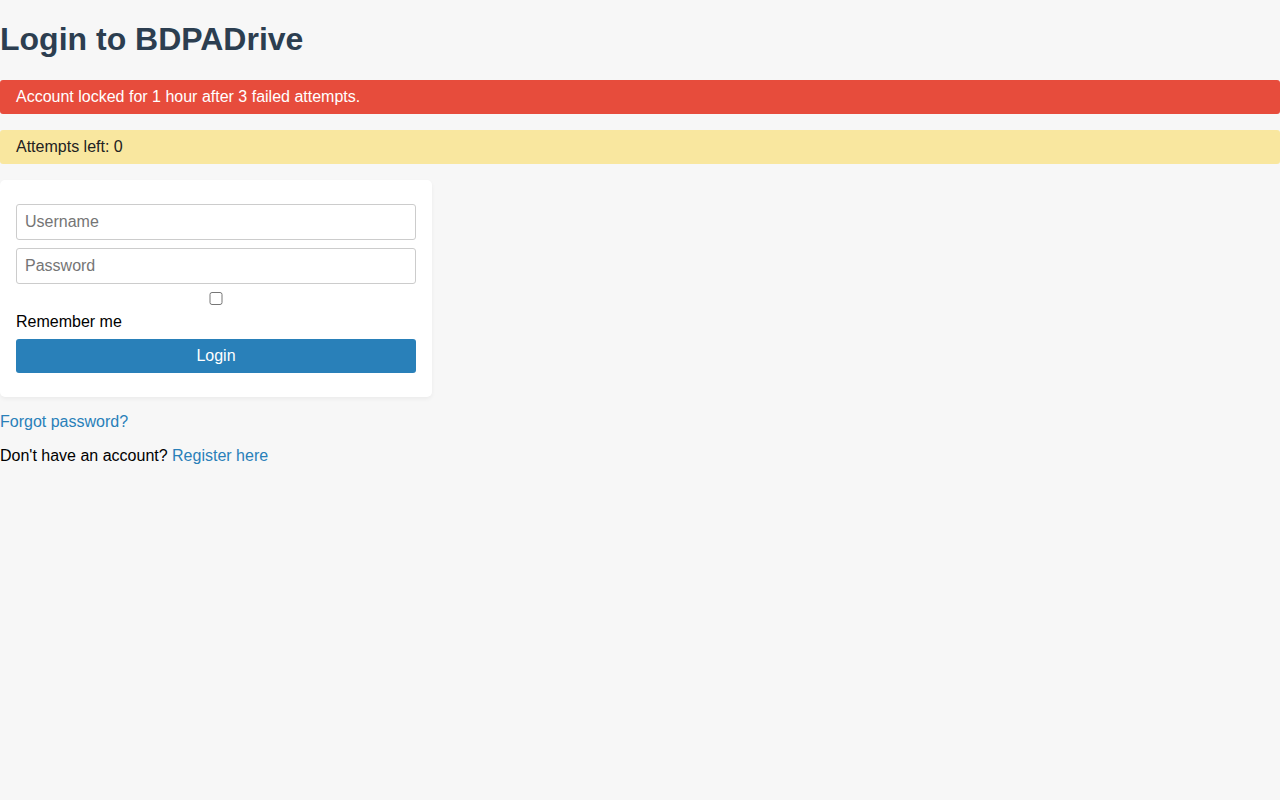 Login to BDPADrive
Account locked for 1 hour after 3 failed attempts.
Attempts left: 0
Username
Password
Remember me
Login
Forgot password?
Don't have an account? Register here